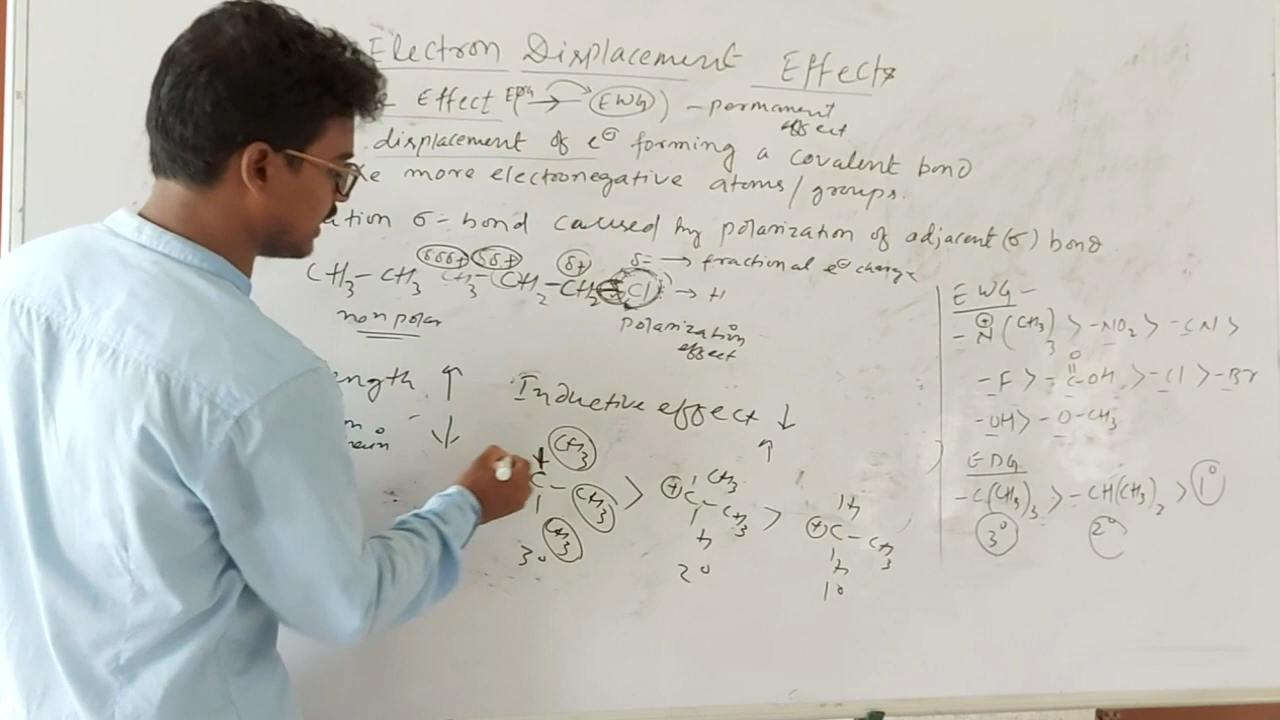 Electron Displacement Effects
Effect EDG → EWG) - permanent effect
displacement of e⊖ forming a covalent bond
more electronegative atoms/groups.
σ- bond caused by polarization of adjacent (σ) bond
δδδ+ δδ+ δ+ δ- → fractional e⊖ charge
CH3-CH3 CH3-CH2-CH2 Cl → H
non polar
polarization effect
↑ Inductive effect ↓
↓ ↑
CH3
C - CH3 >
CH3
3°
⊕ C - CH3 >
CH3
H
2°
H
⊕ C - CH3
H
1°
EWG -
- N⊕(CH3)3 > -NO2 > -CN >
-F > -C-OH > -Cl > -Br
O
-OH > -O-CH3
EDG
-C(CH3)3 > -CH(CH3)2 > 1°
3° 2°